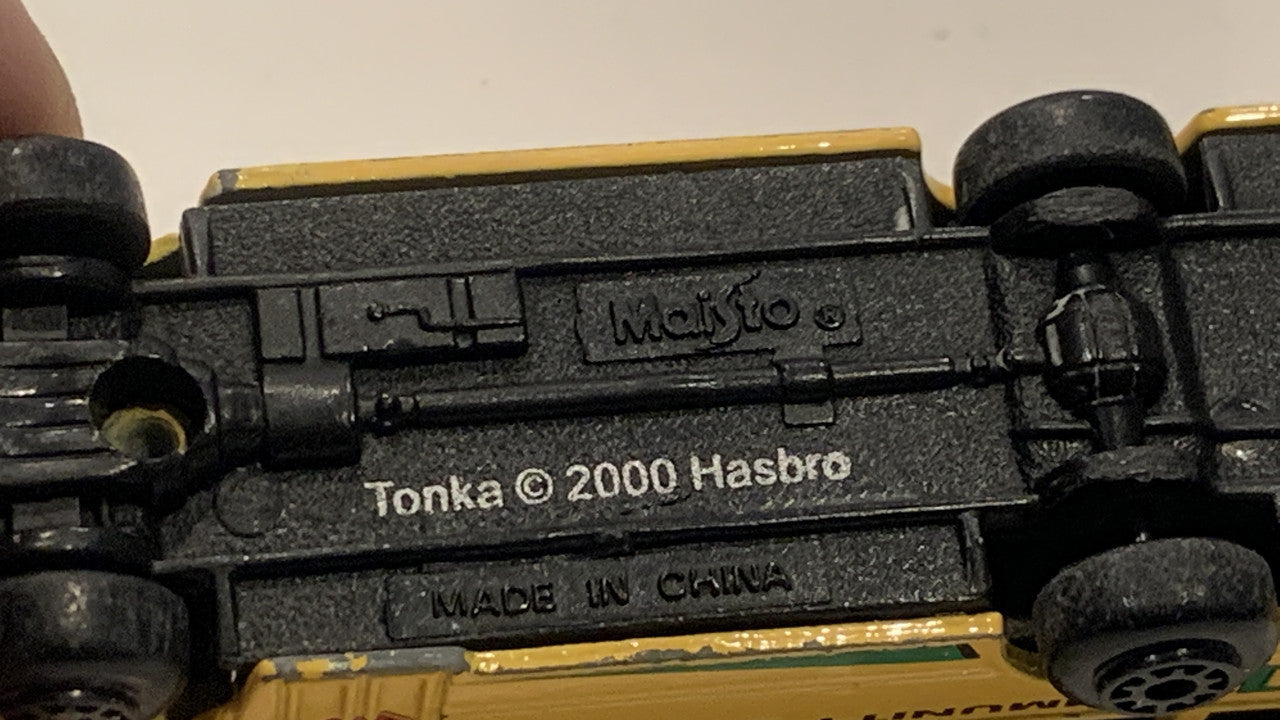 Maisto ®
Tonka © 2000 Hasbro
MADE IN CHINA